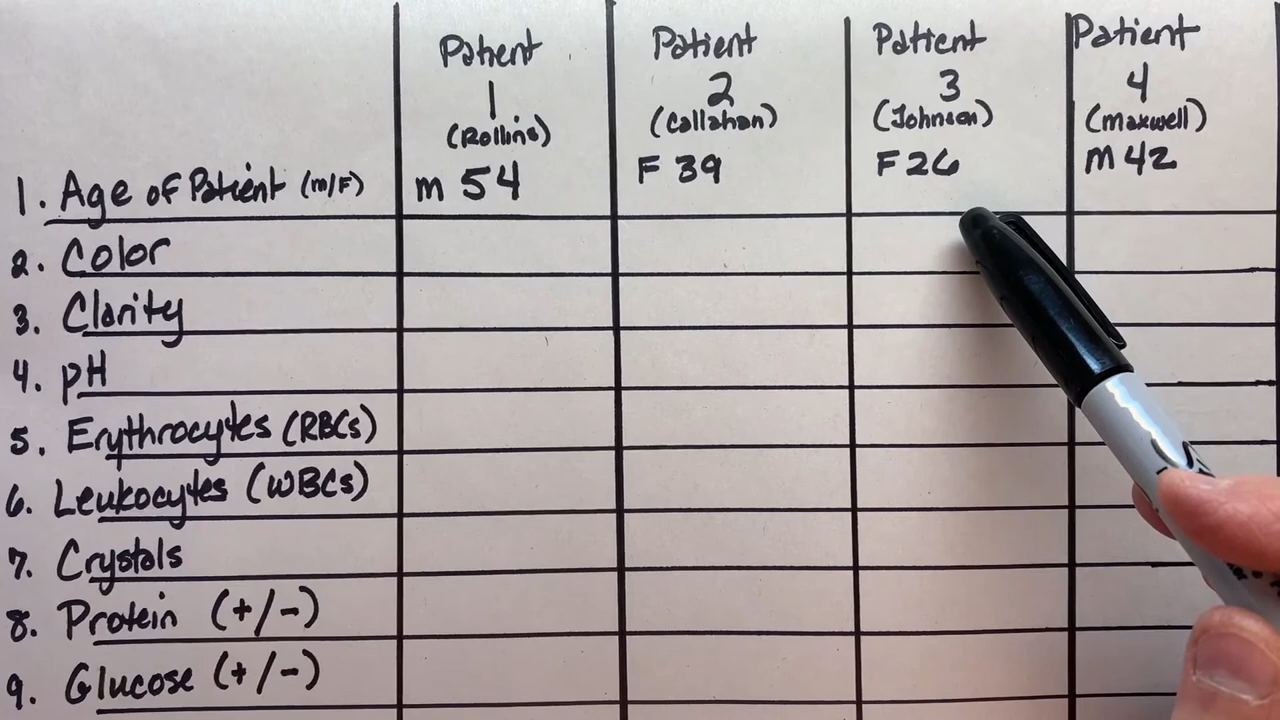 Patient
1
(Rollins)
Patient
2
(Callahan)
Patient
3
(Johnson)
Patient
4
(maxwell)
1. Age of Patient (m/F)
m 54
F 39
F 26
m 42
2. Color
3. Clarity
4. pH
5. Erythrocytes (RBCs)
6. Leukocytes (WBCs)
7. Crystals
8. Protein (+/-)
9. Glucose (+/-)